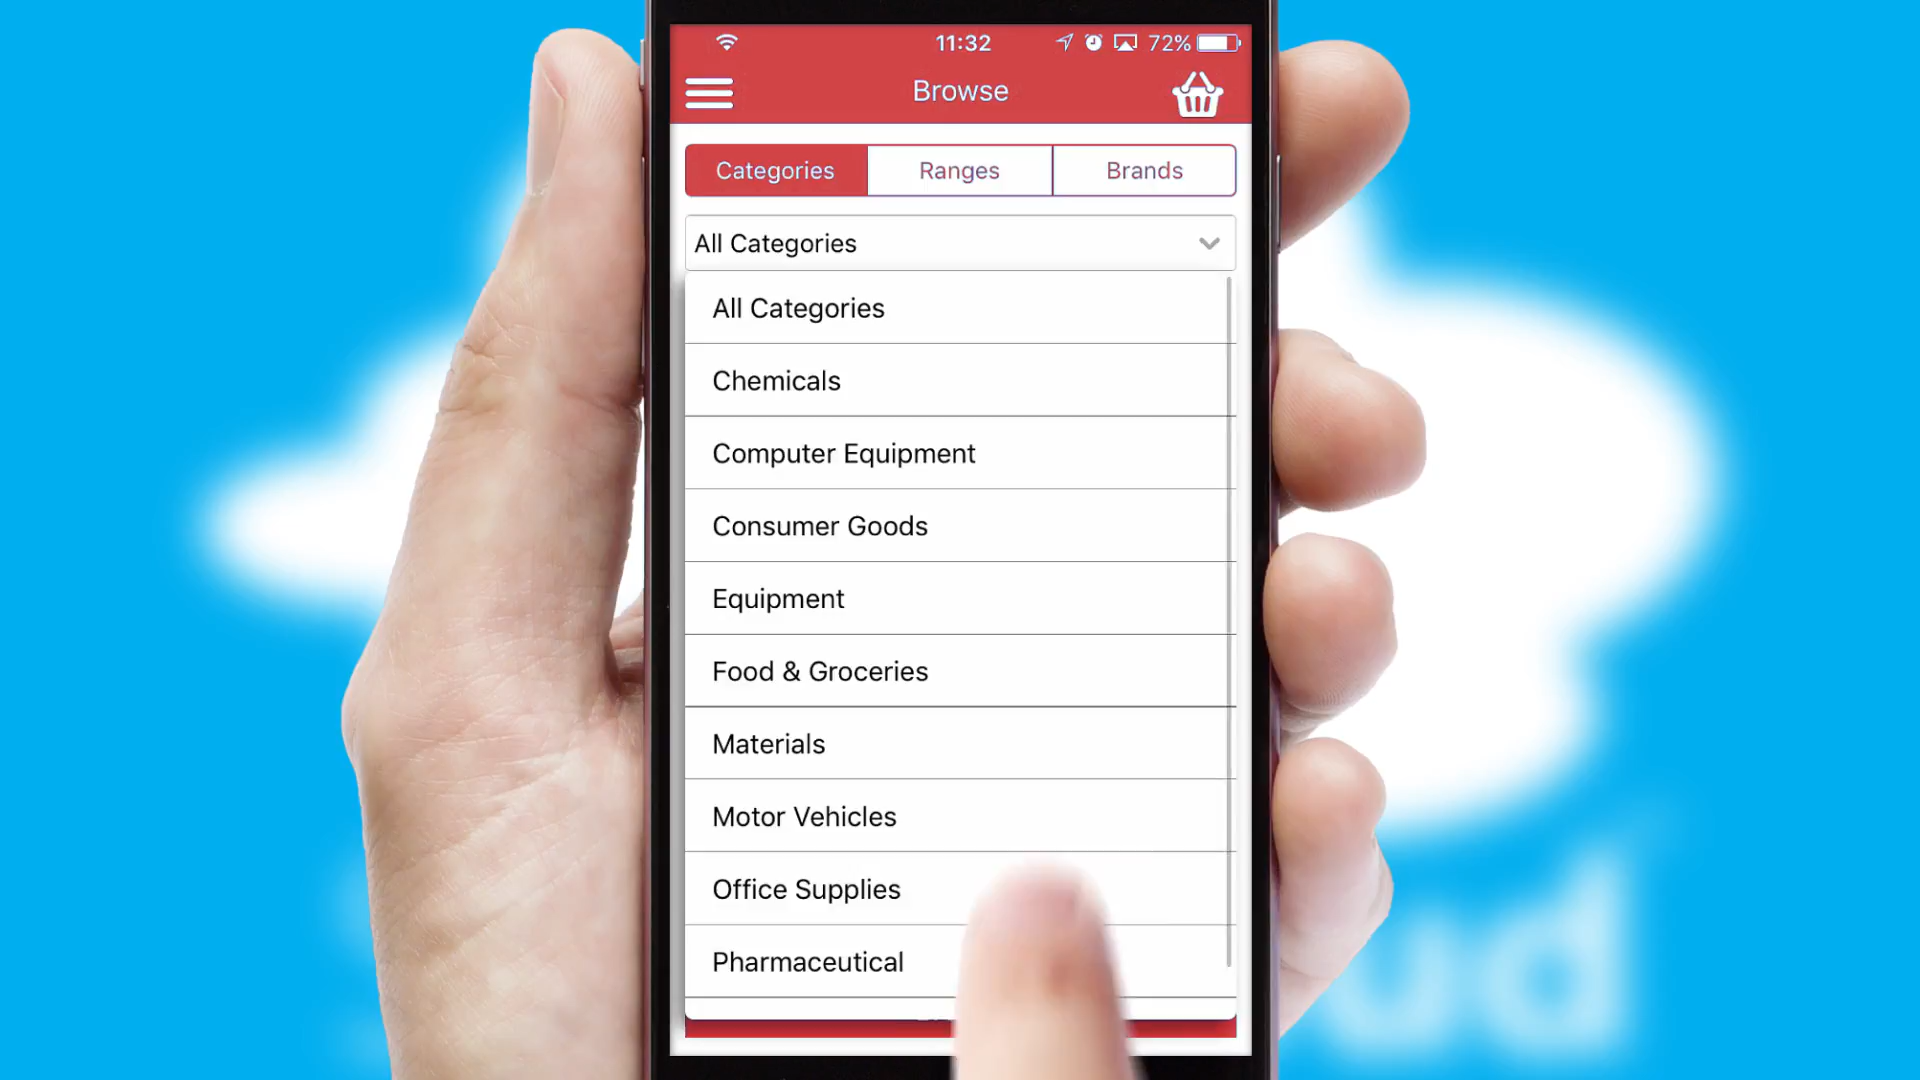 11:32 72%
Browse
Categories Ranges Brands
All Categories
All Categories
Chemicals
Computer Equipment
Consumer Goods
Equipment
Food & Groceries
Materials
Motor Vehicles
Office Supplies
Pharmaceutical